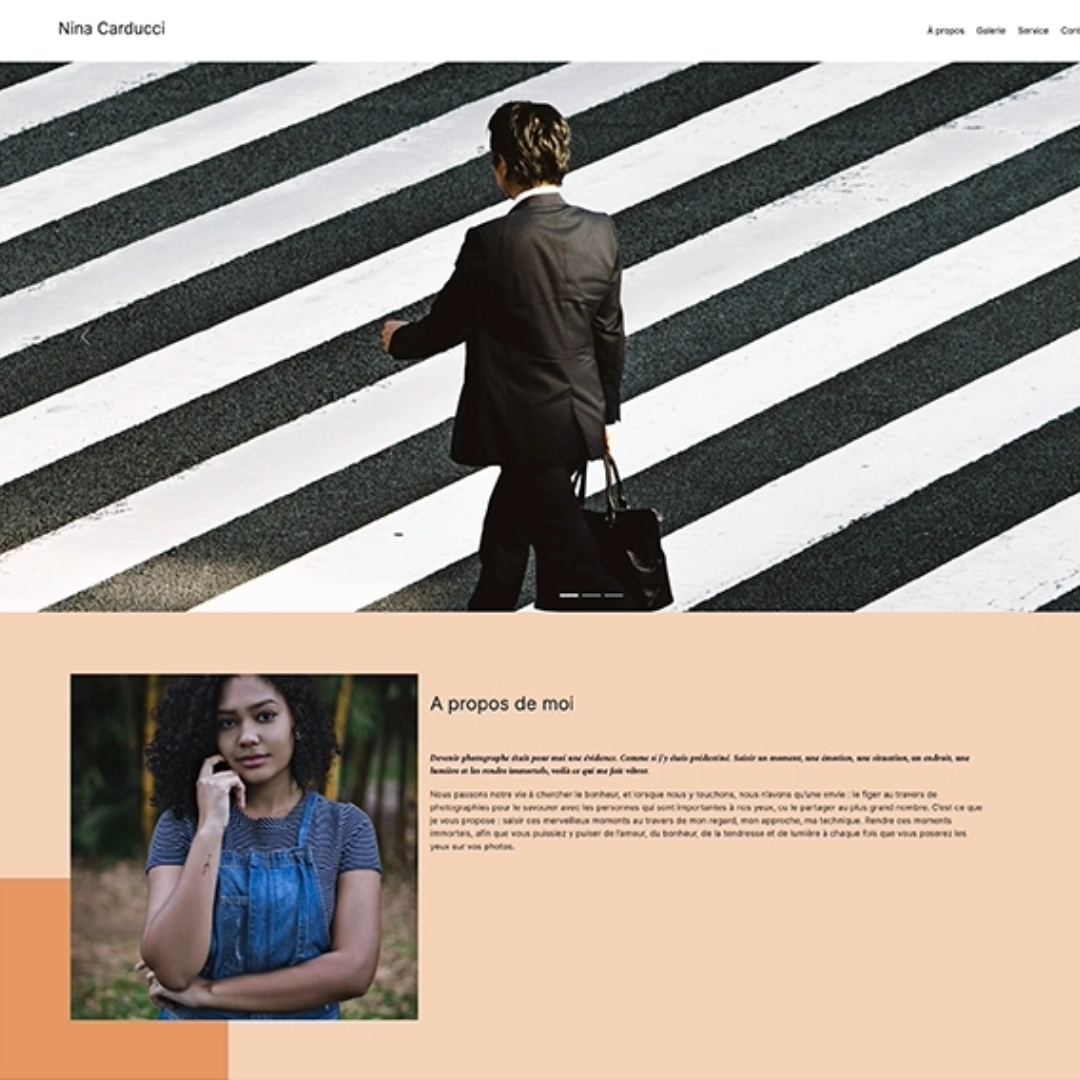 Nina Carducci
À propos Galerie Service Cont
A propos de moi
Devenir photographe était pour moi une évidence. Comme si j'y étais prédestiné. Saisir un moment, une émotion, une situation, un endroit, une
lumière et les rendre immortels, voilà ce qui me fait vibrer.
Nous passons notre vie à chercher le bonheur, et lorsque nous y touchons, nous n'avons qu'une envie : le figer au travers de
photographies pour le savourer avec les personnes qui sont importantes à nos yeux, ou le partager au plus grand nombre. C'est ce que
je vous propose : saisir ces merveilleux moments au travers de mon regard, mon approche, ma technique. Rendre ces moments
immortels, afin que vous puissiez y puiser de l'amour, du bonheur, de la tendresse et de lumière à chaque fois que vous poserez les
yeux sur vos photos.